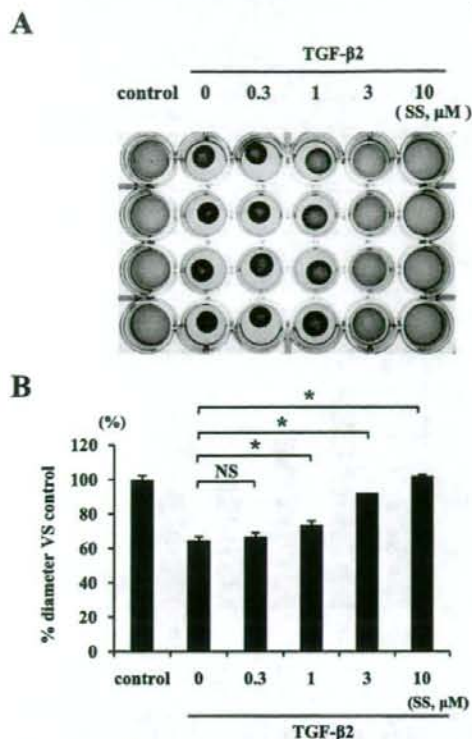 A
TGF-β2
control 0 0.3 1 3 10
( SS, μM )
B
(%)
*
*
*
NS
120
100
80
60
40
20
0
% diameter VS control
control 0 0.3 1 3 10
(SS, μM)
TGF-β2